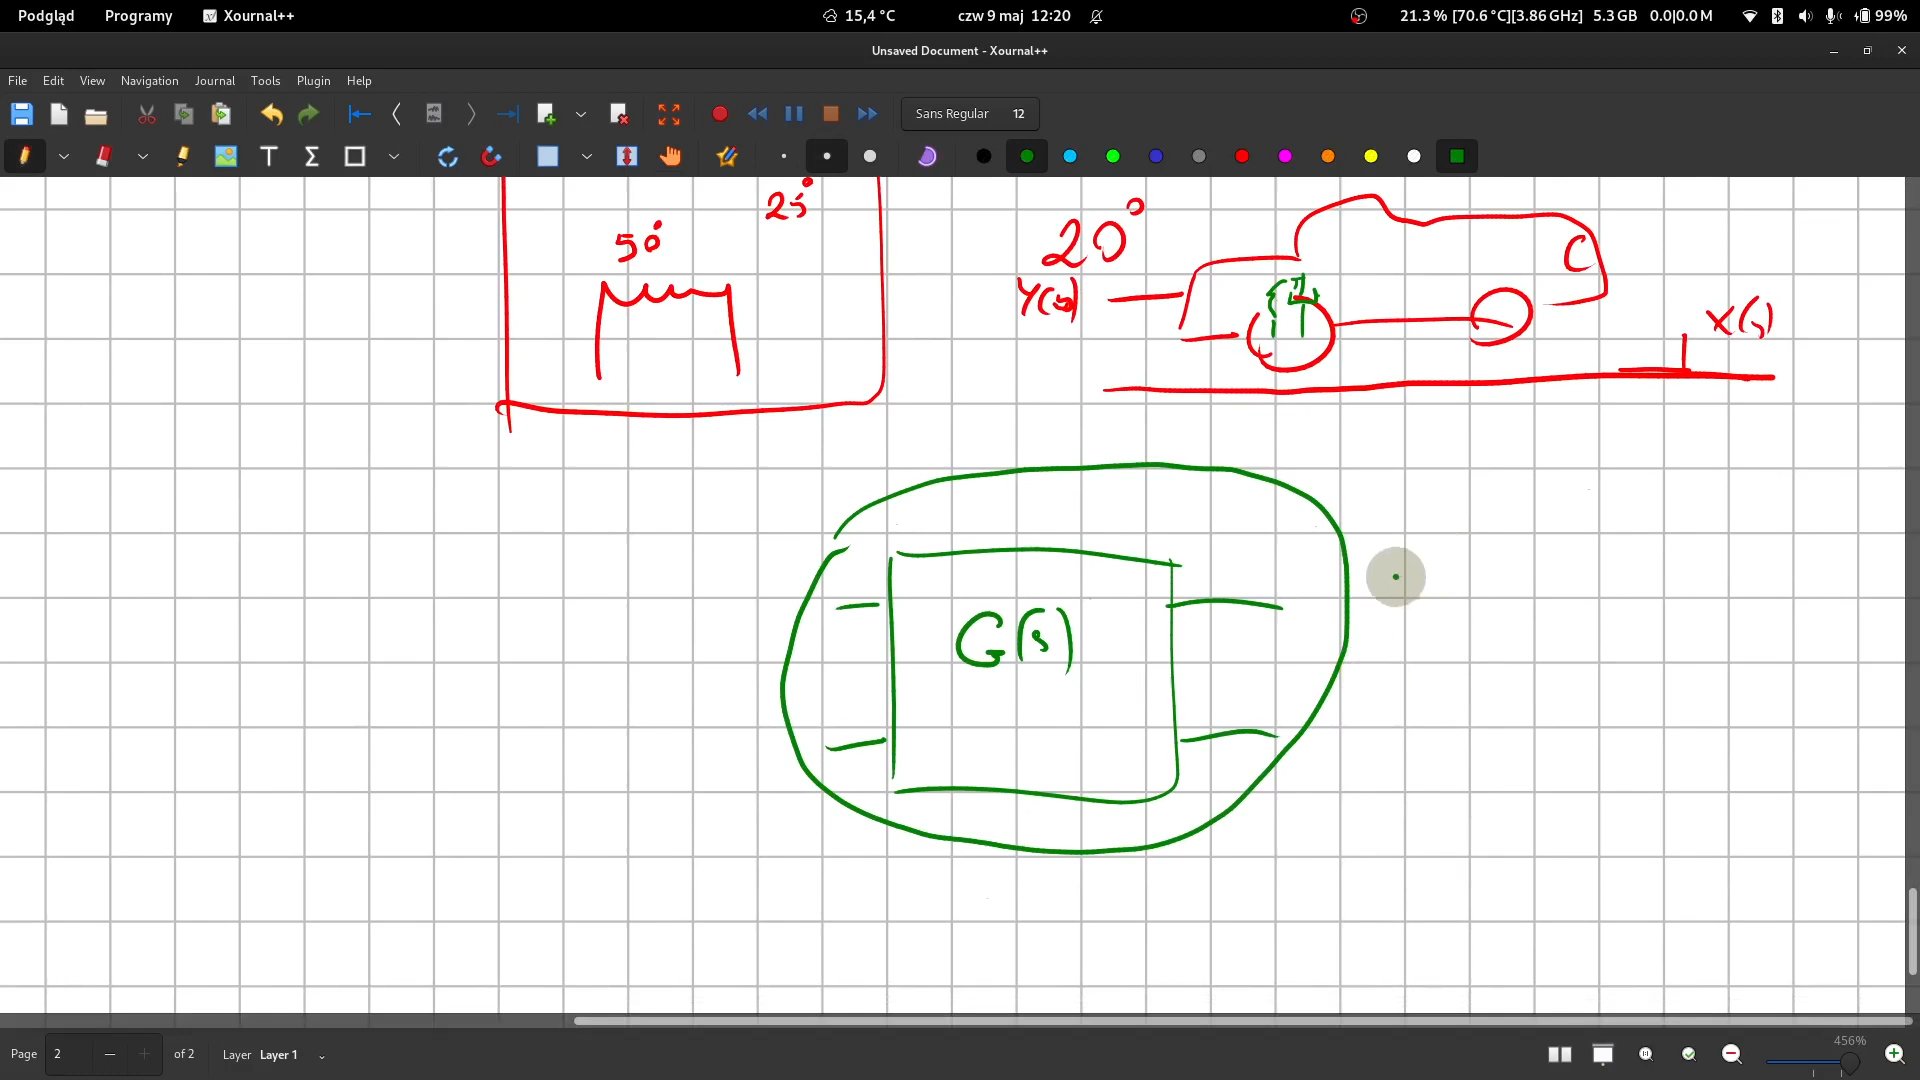 Podgląd Programy Xournal++ 15,4 °C czw 9 maj 12:20 21.3 % [70.6 °C][3.86 GHz] 5.3 GB 0.0|0.0 M 99%
Unsaved Document - Xournal++
File Edit View Navigation Journal Tools Plugin Help
Sans Regular 12
25°
50°
20°
C
Y(s)
X(s)
G(s)
456%
Page 2 of 2 Layer Layer 1